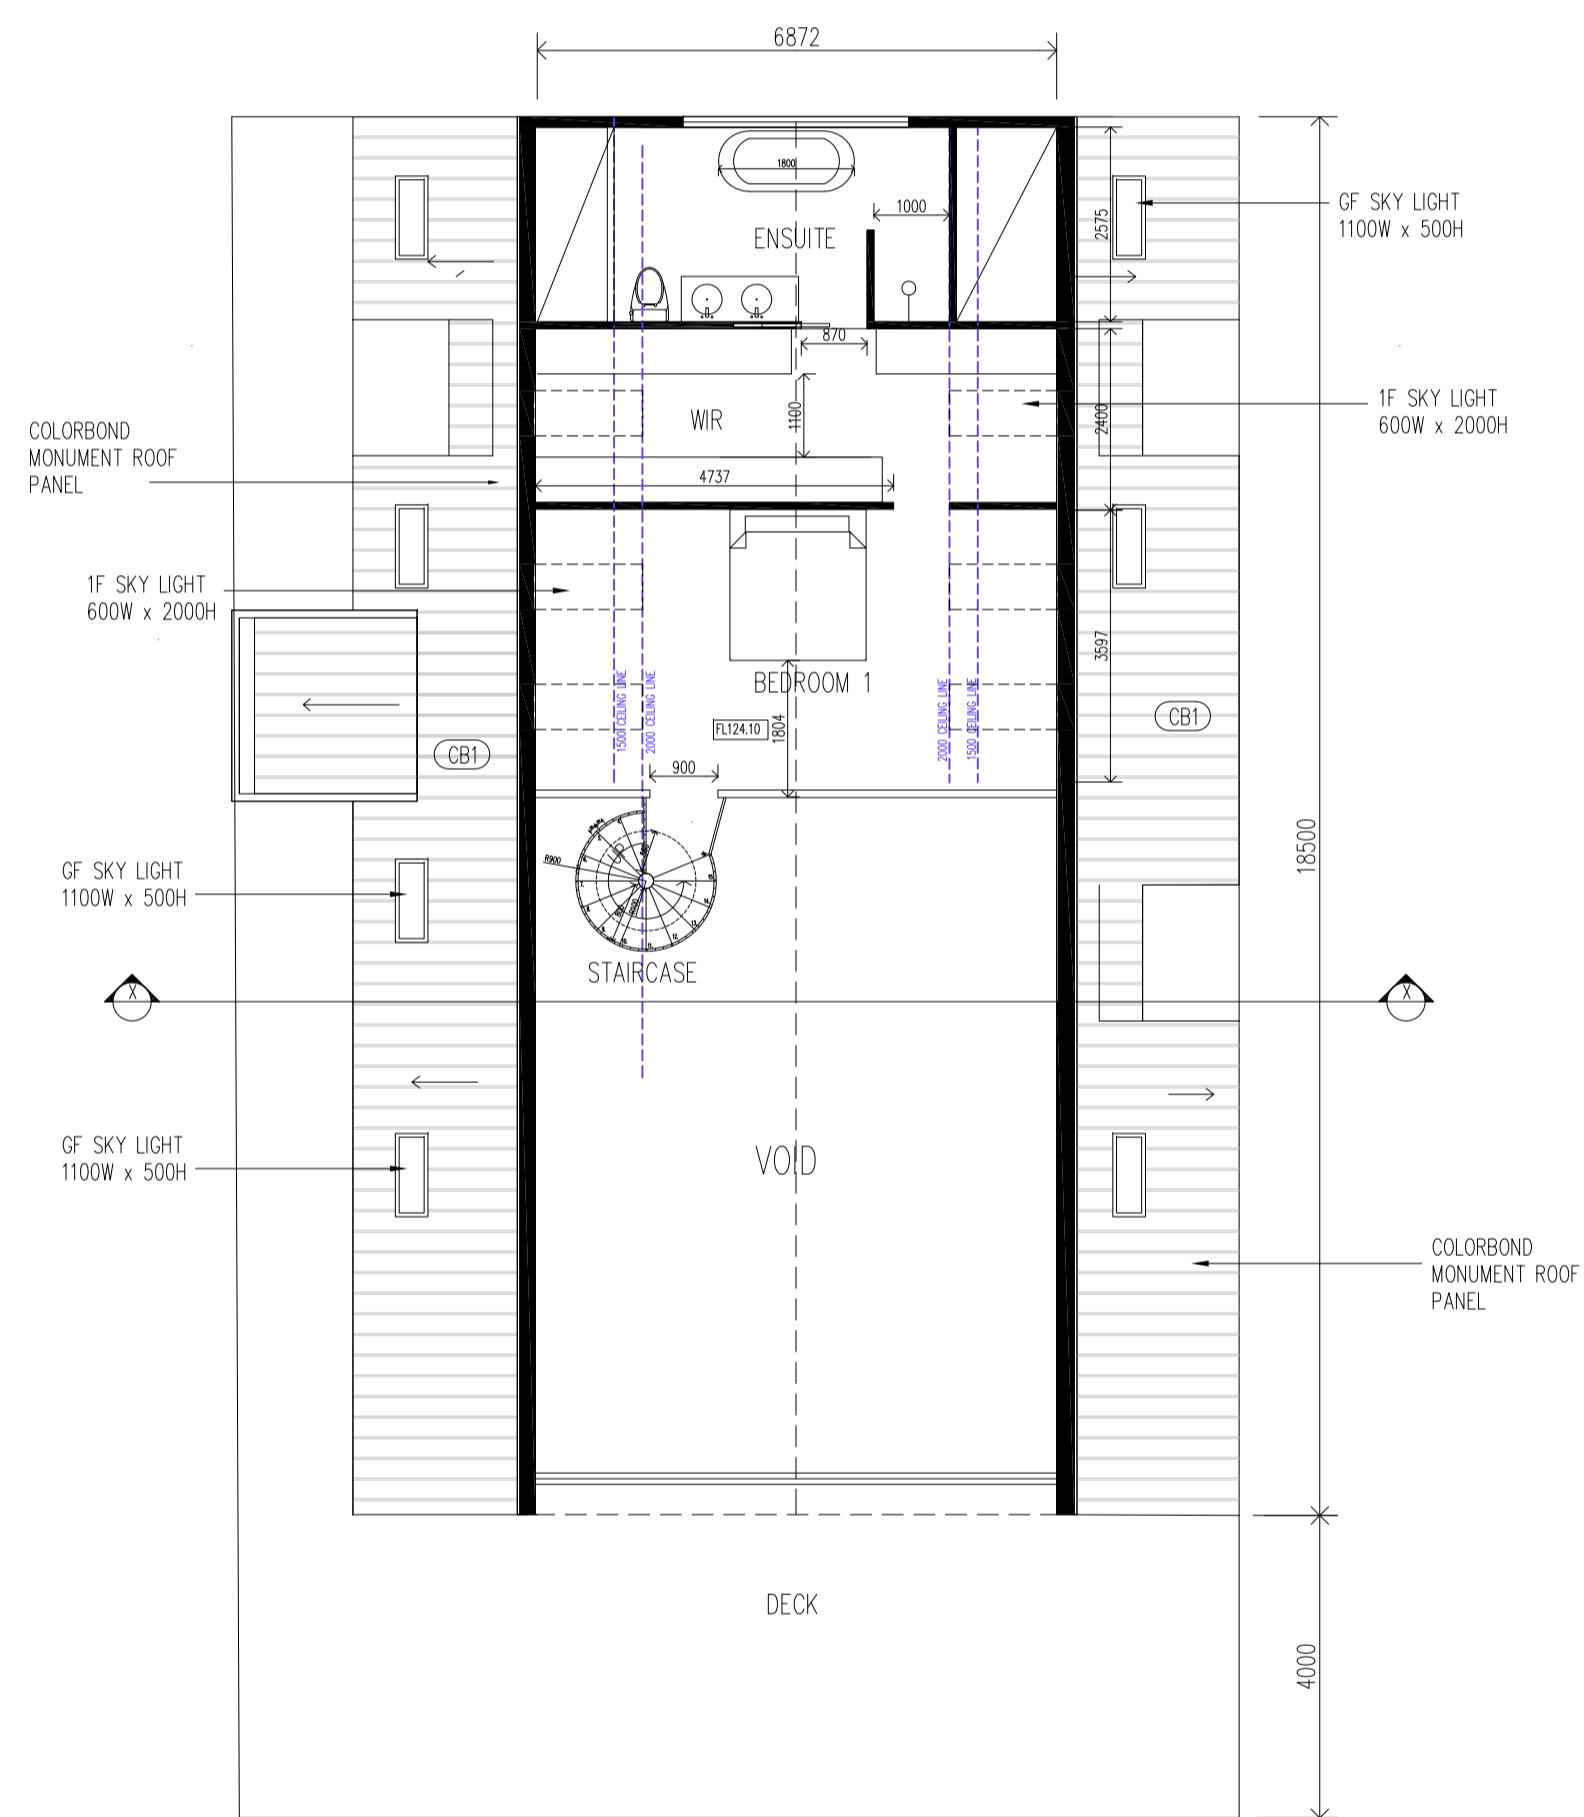 6872
1800
1000
ENSUITE
2575
GF SKY LIGHT
1100W x 500H
870
1F SKY LIGHT
600W x 2000H
2400
1100
WIR
COLORBOND
MONUMENT ROOF
PANEL
4737
1F SKY LIGHT
600W x 2000H
3597
BEDROOM 1
1500 CEILING LINE
2000 CEILING LINE
2000 CEILING LINE
1500 CEILING LINE
FL124.10
1804
CB1
CB1
900
UP
R900
GF SKY LIGHT
1100W x 500H
18500
STAIRCASE
X
X
GF SKY LIGHT
1100W x 500H
VOID
COLORBOND
MONUMENT ROOF
PANEL
DECK
4000